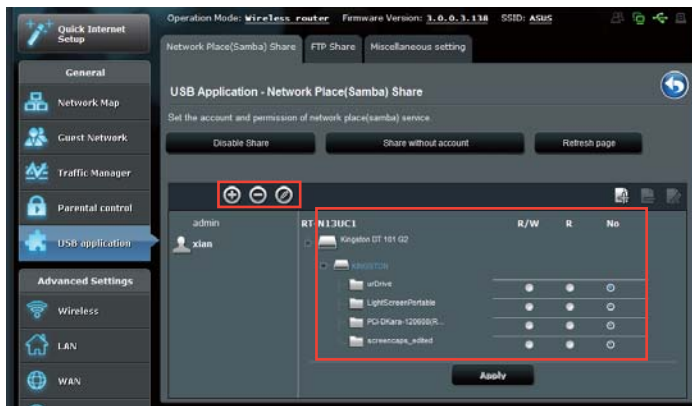 Quick Internet
Setup
Operation Mode: Wireless router Firmware Version: 3.0.0.3.138 SSID: ASUS
Network Place(Samba) Share FTP Share Miscellaneous setting
General
Network Map
Guest Network
Traffic Manager
Parental control
USB application
Advanced Settings
Wireless
LAN
WAN
USB Application - Network Place(Samba) Share
Set the account and permission of network place(samba) service
Disable Share Share without account Refresh page
admin
xian
RT-N13UC1 R/W R No
Kingston DT 101 G2
KINGSTON
urDrive
LightScreenPortable
PCI-DKara-120608(R...
screencaps_edited
Apply